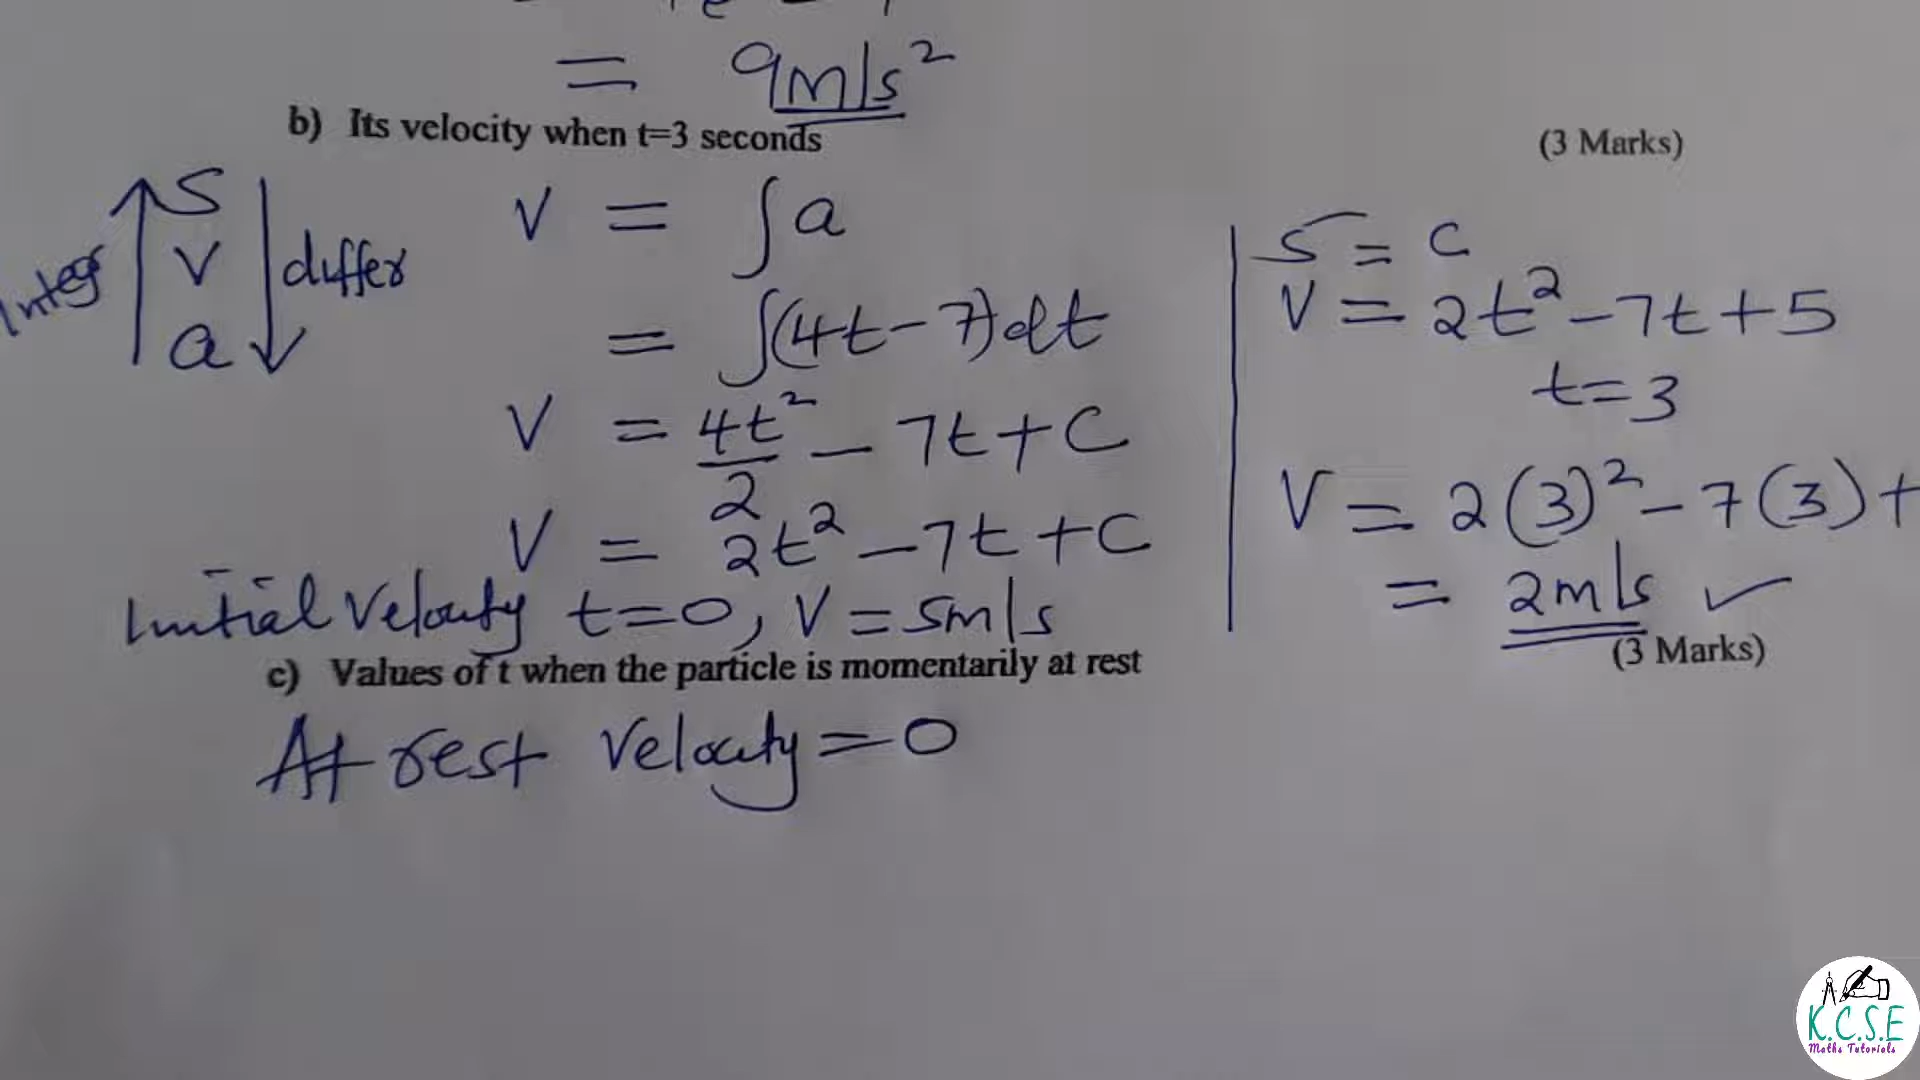 = 9m/s²
b) Its velocity when t=3 seconds (3 Marks)
Integ S V a differ
V = ∫a
= ∫(4t-7)dt
V = 4t²/2 - 7t + C
V = 2t² - 7t + C
Initial Velocity t=0, V=5m/s
5 = C
V = 2t² - 7t + 5
t=3
V = 2(3)² - 7(3) +
= 2m/s ✓
c) Values of t when the particle is momentarily at rest (3 Marks)
At rest velocity = 0
K.C.S.E
Maths Tutorials